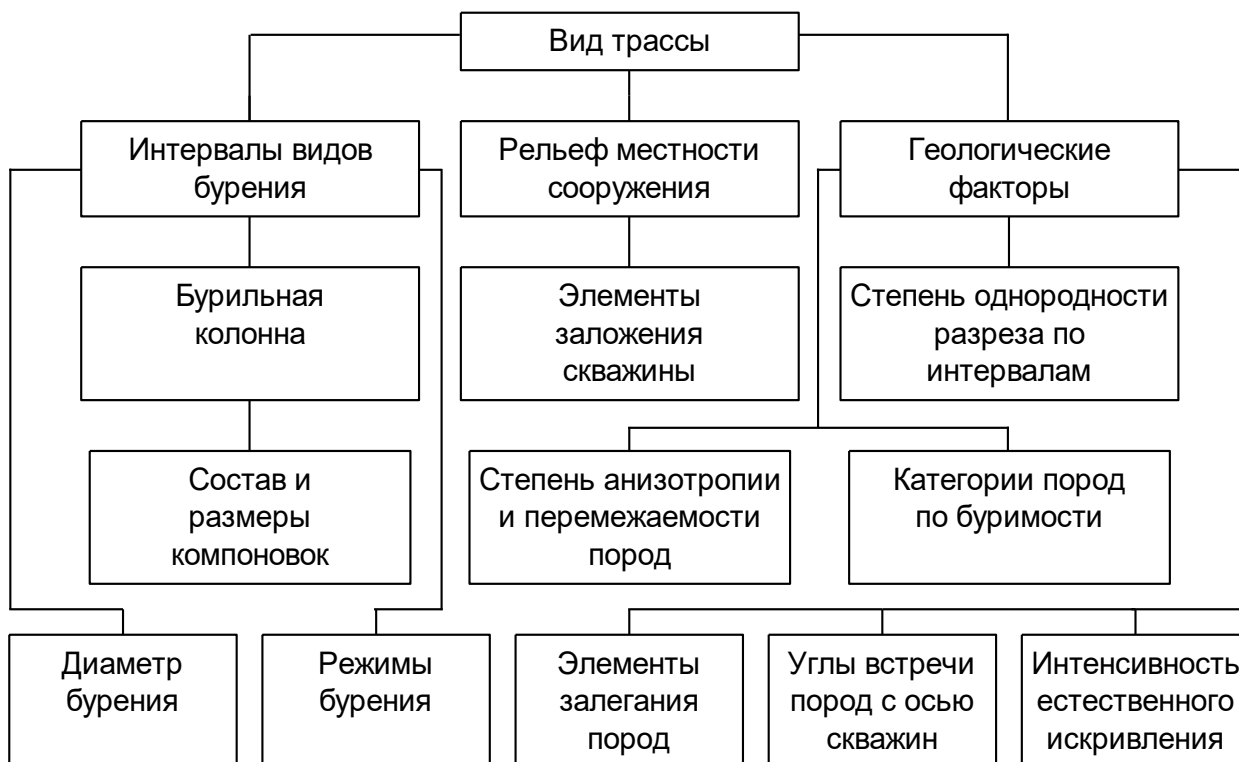 Вид трассы
Интервалы видов
бурения
Рельеф местности
сооружения
Геологические
факторы
Бурильная
колонна
Элементы
заложения
скважины
Степень однородности
разреза по
интервалам
Состав и
размеры
компоновок
Степень анизотропии
и перемежаемости
пород
Категории пород
по буримости
Диаметр
бурения
Режимы
бурения
Элементы
залегания
пород
Углы встречи
пород с осью
скважин
Интенсивность
естественного
искривления